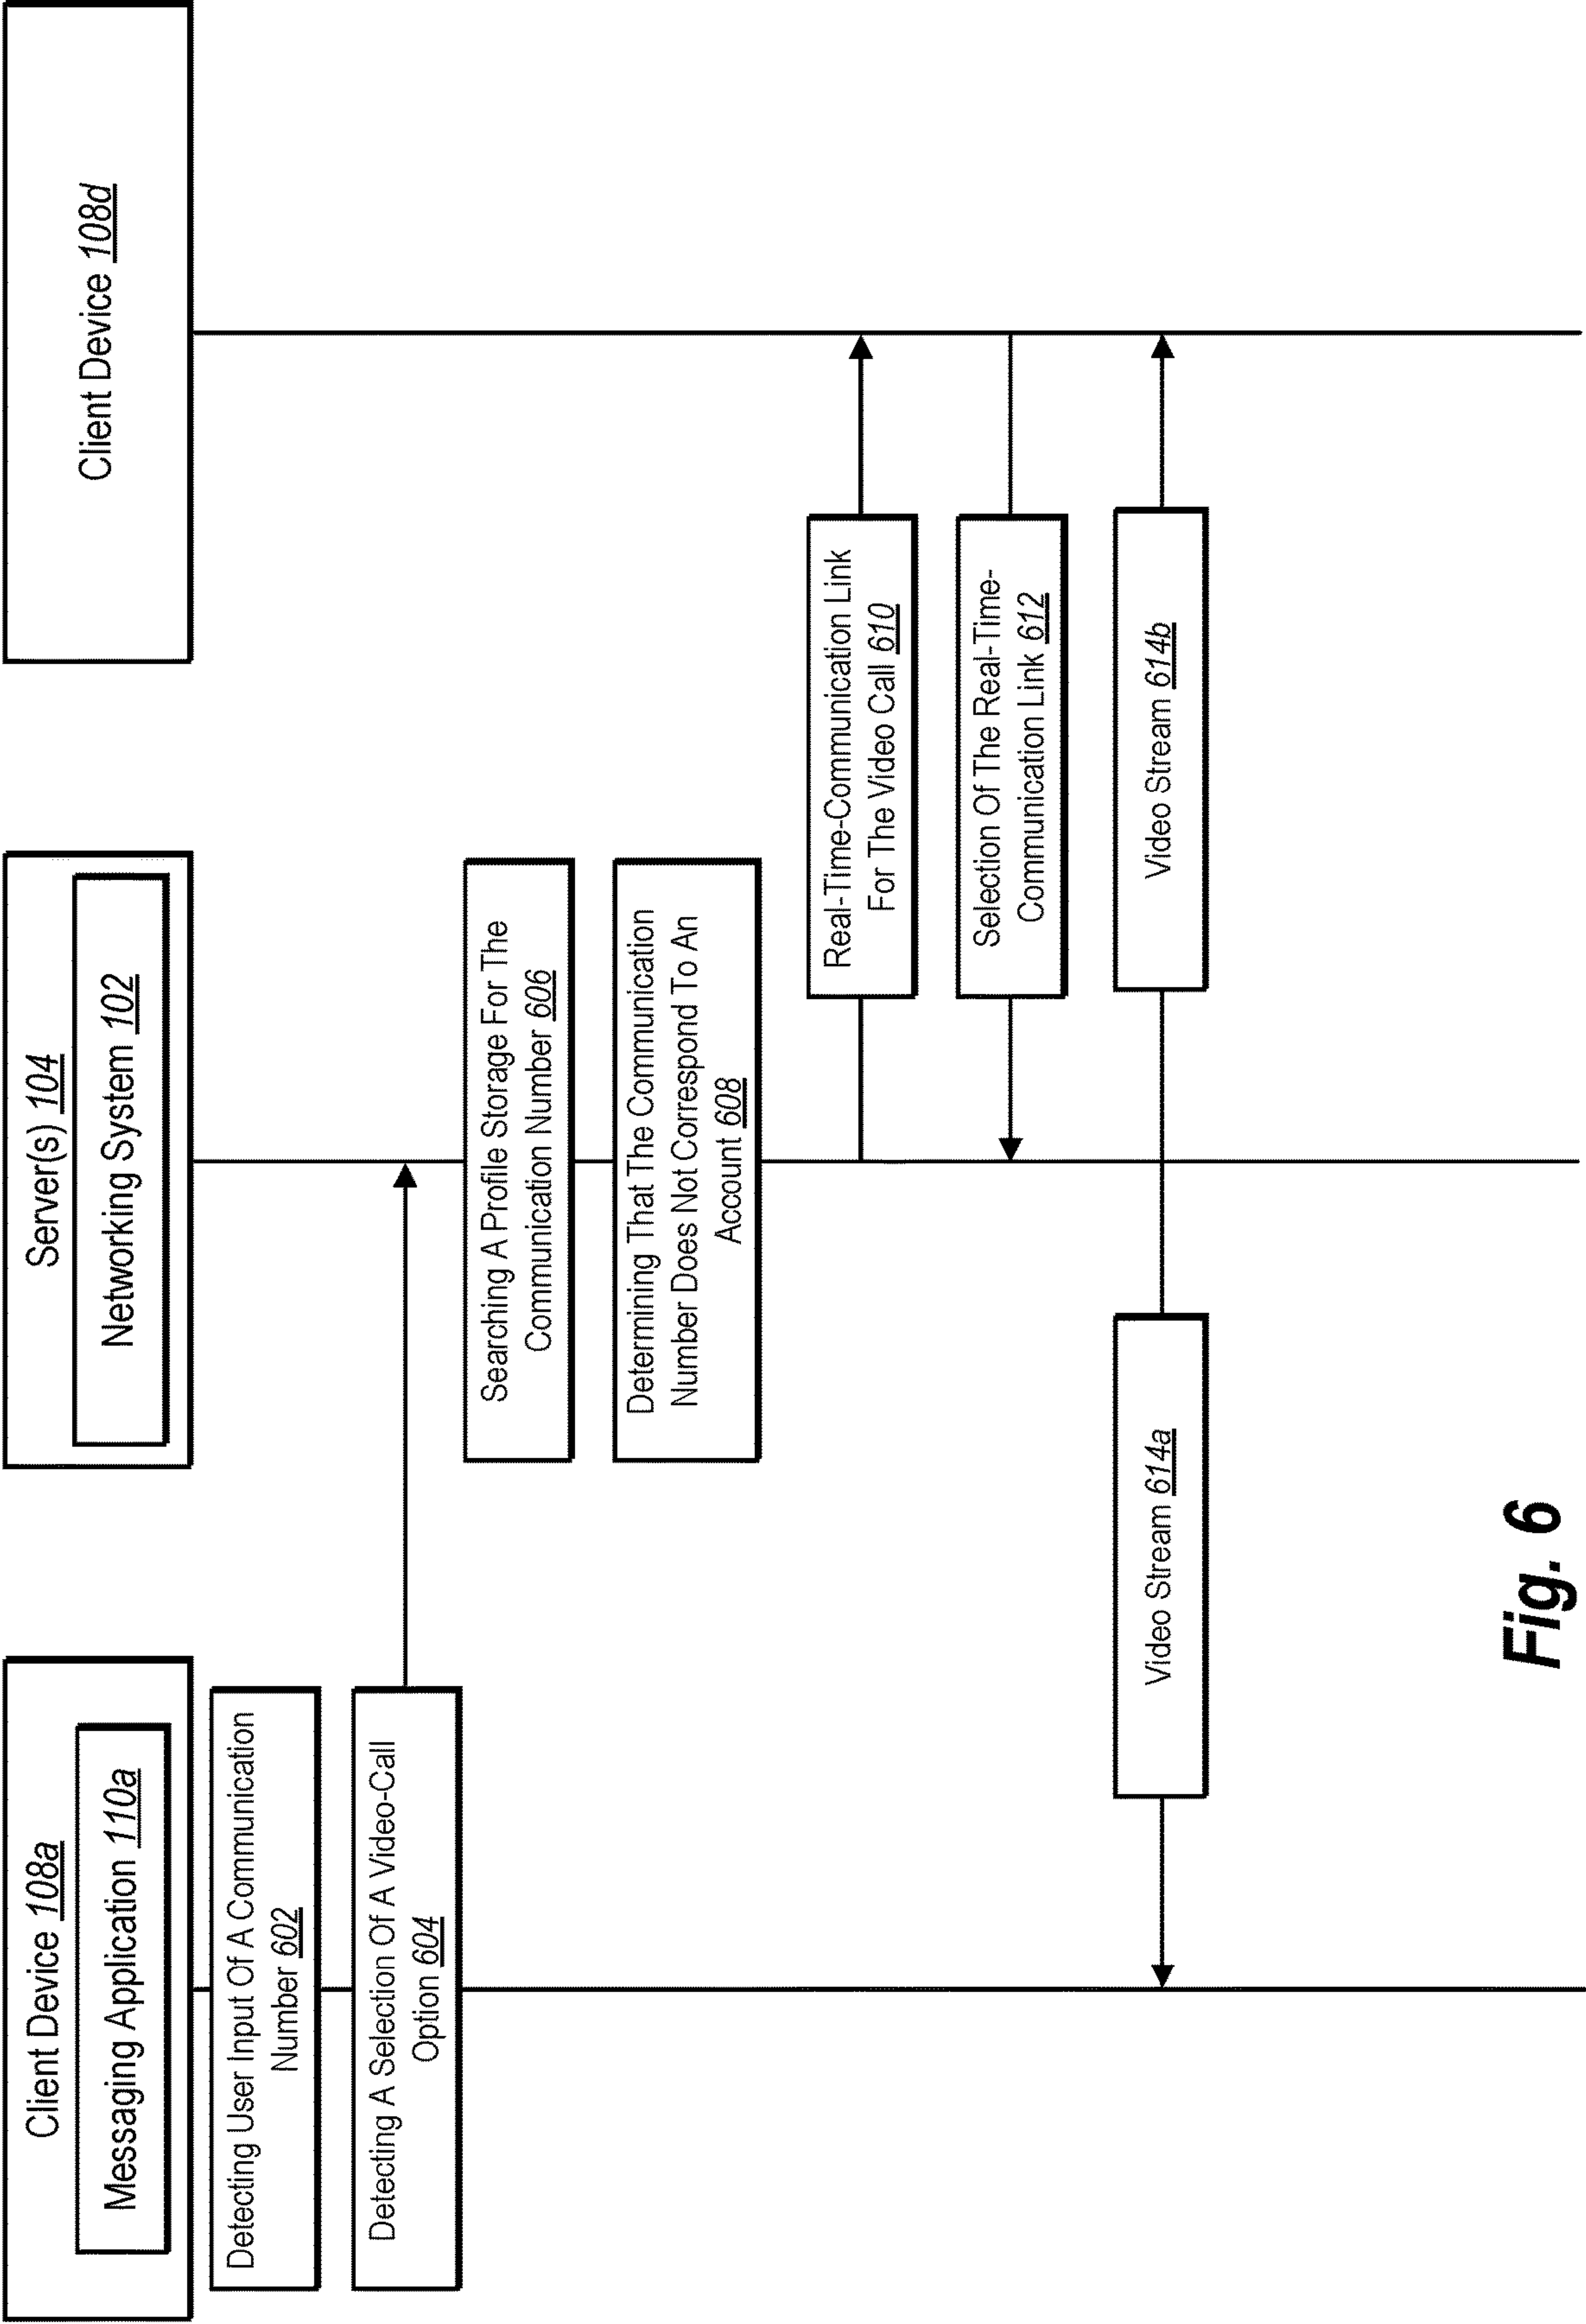 Client Device 108a
Messaging Application 110a
Server(s) 104
Networking System 102
Client Device 108d
Detecting User Input Of A Communication
Number 602
Detecting A Selection Of A Video-Call
Option 604
Searching A Profile Storage For The
Communication Number 606
Determining That The Communication
Number Does Not Correspond To An
Account 608
Real-Time-Communication Link
For The Video Call 610
Selection Of The Real-Time-
Communication Link 612
Video Stream 614a
Video Stream 614b
Fig. 6